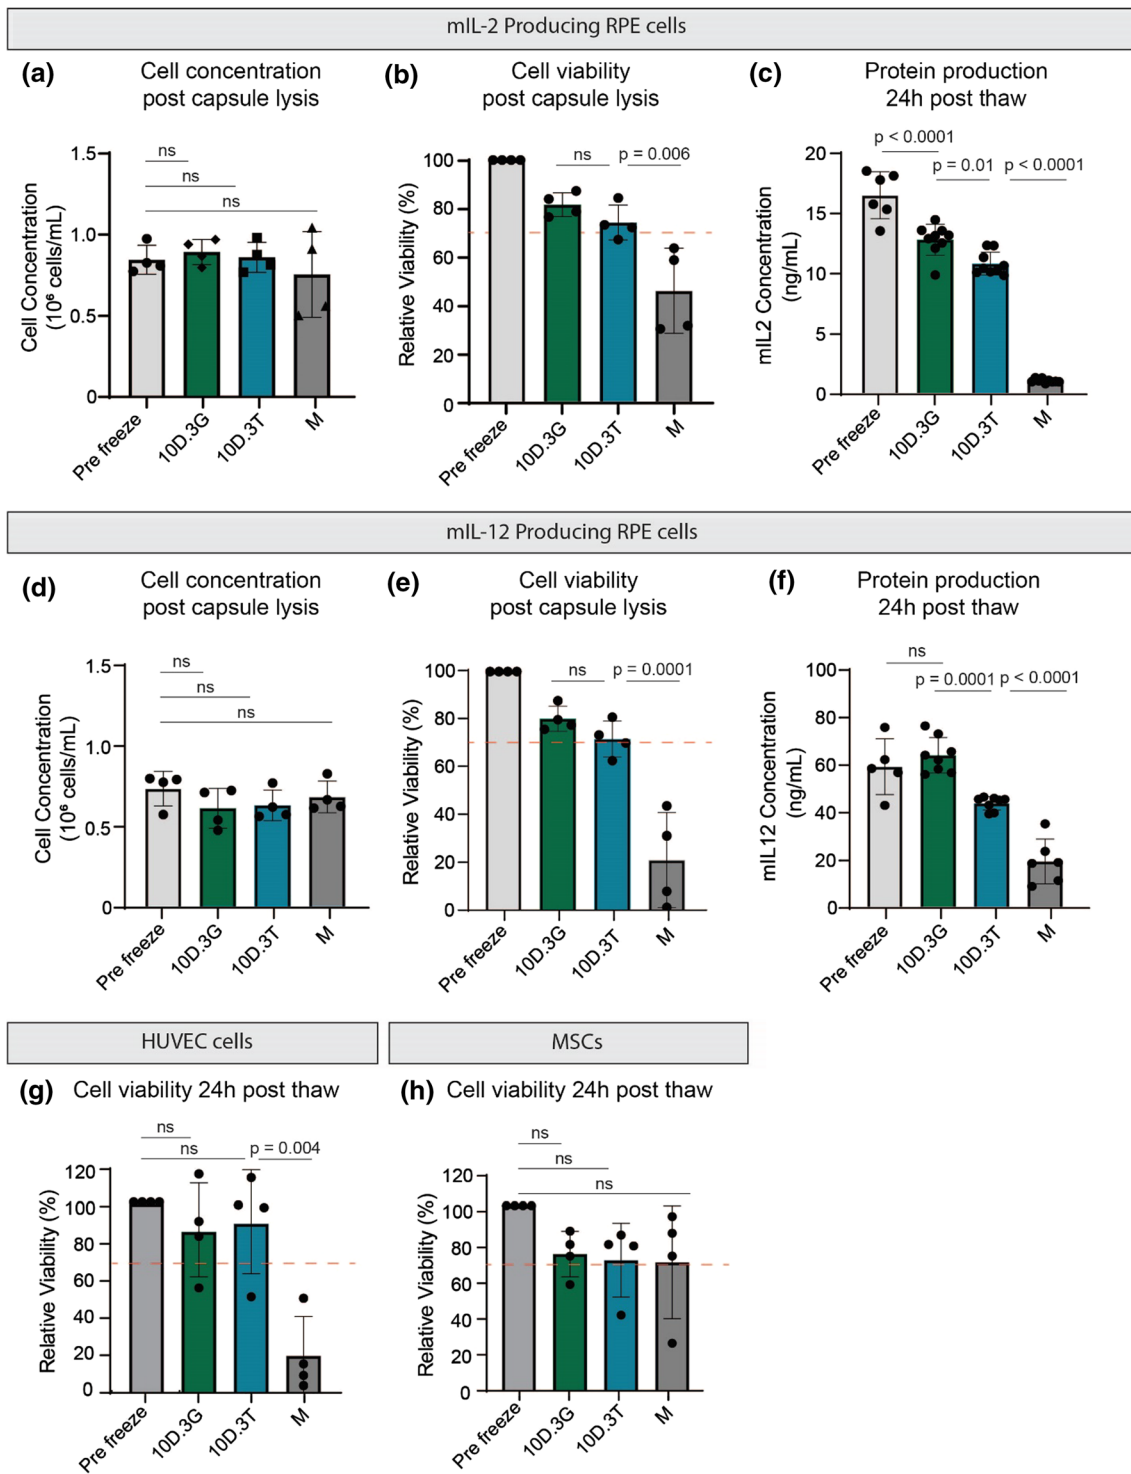 mIL-2 Producing RPE cells
(a)
Cell concentration
post capsule lysis
ns
ns
ns
Cell Concentration
(10⁶ cells/mL)
1.5
1.0
0.5
0
Pre freeze
10D.3G
10D.3T
M
(b)
Cell viability
post capsule lysis
ns
p = 0.006
Relative Viability (%)
100
80
60
40
20
0
Pre freeze
10D.3G
10D.3T
M
(c)
Protein production
24h post thaw
p < 0.0001
p = 0.01
p < 0.0001
mIL2 Concentration
(ng/mL)
20
15
10
5
0
Pre freeze
10D.3G
10D.3T
M
mIL-12 Producing RPE cells
(d)
Cell concentration
post capsule lysis
ns
ns
ns
Cell Concentration
(10⁶ cells/mL)
1.5
1.0
0.5
0
Pre freeze
10D.3G
10D.3T
M
(e)
Cell viability
post capsule lysis
ns
p = 0.0001
Relative Viability (%)
100
80
60
40
20
0
Pre freeze
10D.3G
10D.3T
M
(f)
Protein production
24h post thaw
ns
p = 0.0001
p < 0.0001
mIL12 Concentration
(ng/mL)
100
80
60
40
20
0
Pre freeze
10D.3G
10D.3T
M
HUVEC cells
(g)
Cell viability 24h post thaw
ns
ns
p = 0.004
Relative Viability (%)
120
100
80
60
40
20
0
Pre freeze
10D.3G
10D.3T
M
MSCs
(h)
Cell viability 24h post thaw
ns
ns
ns
Relative Viability (%)
120
100
80
60
40
20
0
Pre freeze
10D.3G
10D.3T
M